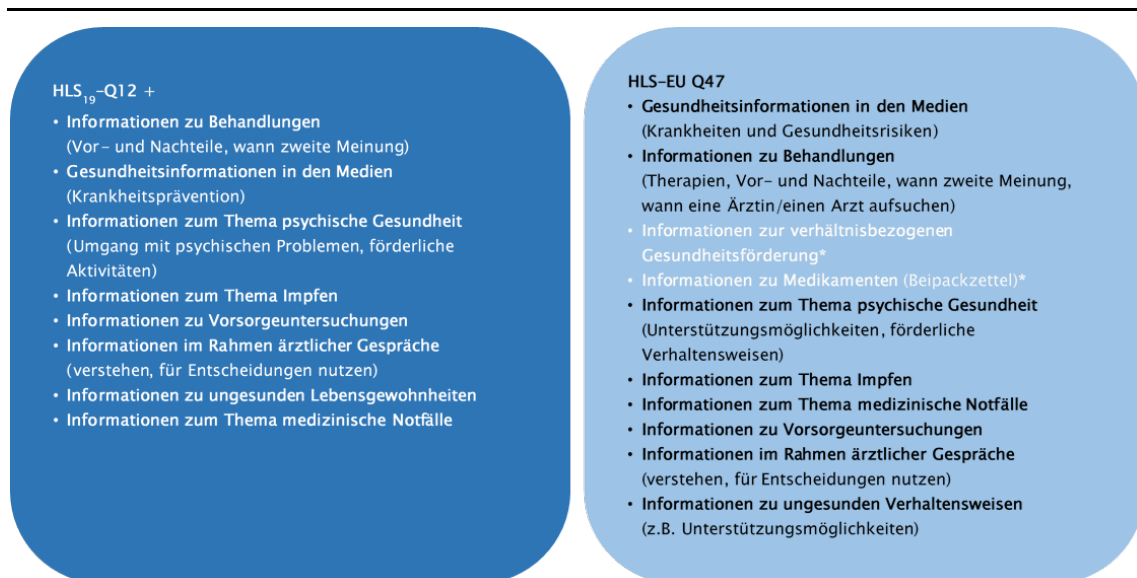 HLS19-Q12 +
• Informationen zu Behandlungen
(Vor- und Nachteile, wann zweite Meinung)
• Gesundheitsinformationen in den Medien
(Krankheitsprävention)
• Informationen zum Thema psychische Gesundheit
(Umgang mit psychischen Problemen, förderliche
Aktivitäten)
• Informationen zum Thema Impfen
• Informationen zu Vorsorgeuntersuchungen
• Informationen im Rahmen ärztlicher Gespräche
(verstehen, für Entscheidungen nutzen)
• Informationen zu ungesunden Lebensgewohnheiten
• Informationen zum Thema medizinische Notfälle
HLS-EU Q47
• Gesundheitsinformationen in den Medien
(Krankheiten und Gesundheitsrisiken)
• Informationen zu Behandlungen
(Therapien, Vor- und Nachteile, wann zweite Meinung,
wann eine Ärztin/einen Arzt aufsuchen)
• Informationen zur verhältnisbezogenen
Gesundheitsförderung*
• Informationen zu Medikamenten (Beipackzettel)*
• Informationen zum Thema psychische Gesundheit
(Unterstützungsmöglichkeiten, förderliche
Verhaltensweisen)
• Informationen zum Thema Impfen
• Informationen zum Thema medizinische Notfälle
• Informationen zu Vorsorgeuntersuchungen
• Informationen im Rahmen ärztlicher Gespräche
(verstehen, für Entscheidungen nutzen)
• Informationen zu ungesunden Verhaltensweisen
(z.B. Unterstützungsmöglichkeiten)